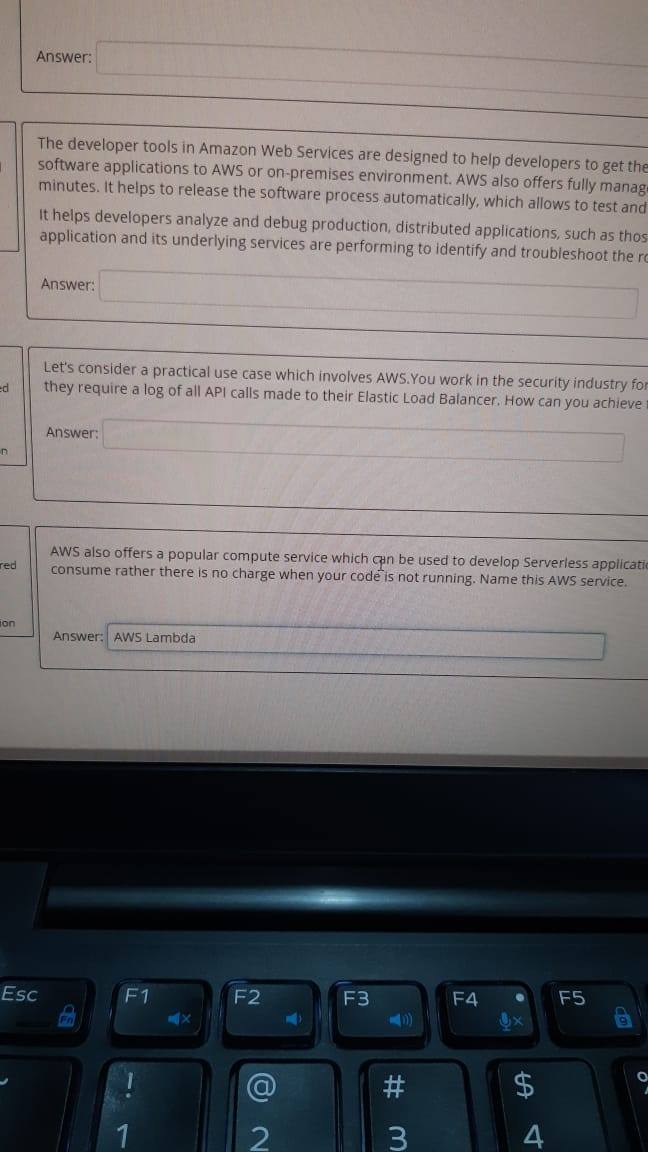 Answer:
The developer tools in Amazon Web Services are designed to help developers to get the
software applications to AWS or on-premises environment. AWS also offers fully
minutes. It helps to release the software process automatically, which allows to test and
It helps developers analyze and debug production, distributed applications, such as
application and its underlying services are performing to identify and troubleshoot the
Answer:
Let's consider a practical use case which involves AWS.You work in the security industry for
they require a log of all API calls made to their Elastic Load Balancer. How can you achieve
Answer:
AWS also offers a popular compute service which can be used to develop Serverless
consume rather there is no charge when your code is not running. Name this AWS service.
Answer: AWS Lambda
Esc F1 F2 F3 F4 F5
Fn
! @ # $ %
1 2 3 4